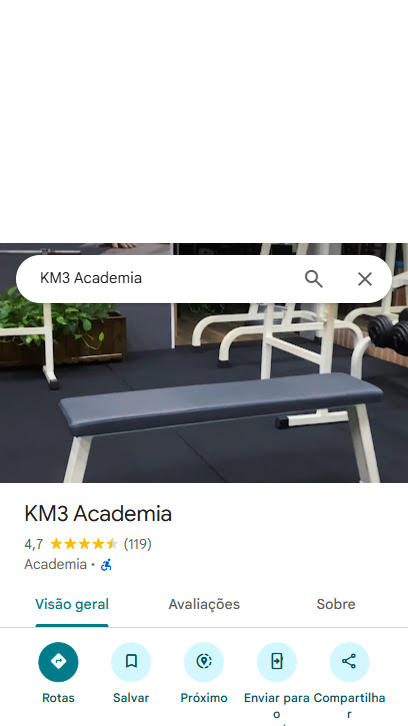 KM3 Academia
KM3 Academia
4,7 (119)
Academia ·
Visão geral Avaliações Sobre
Rotas Salvar Próximo Enviar para o Compartilhar